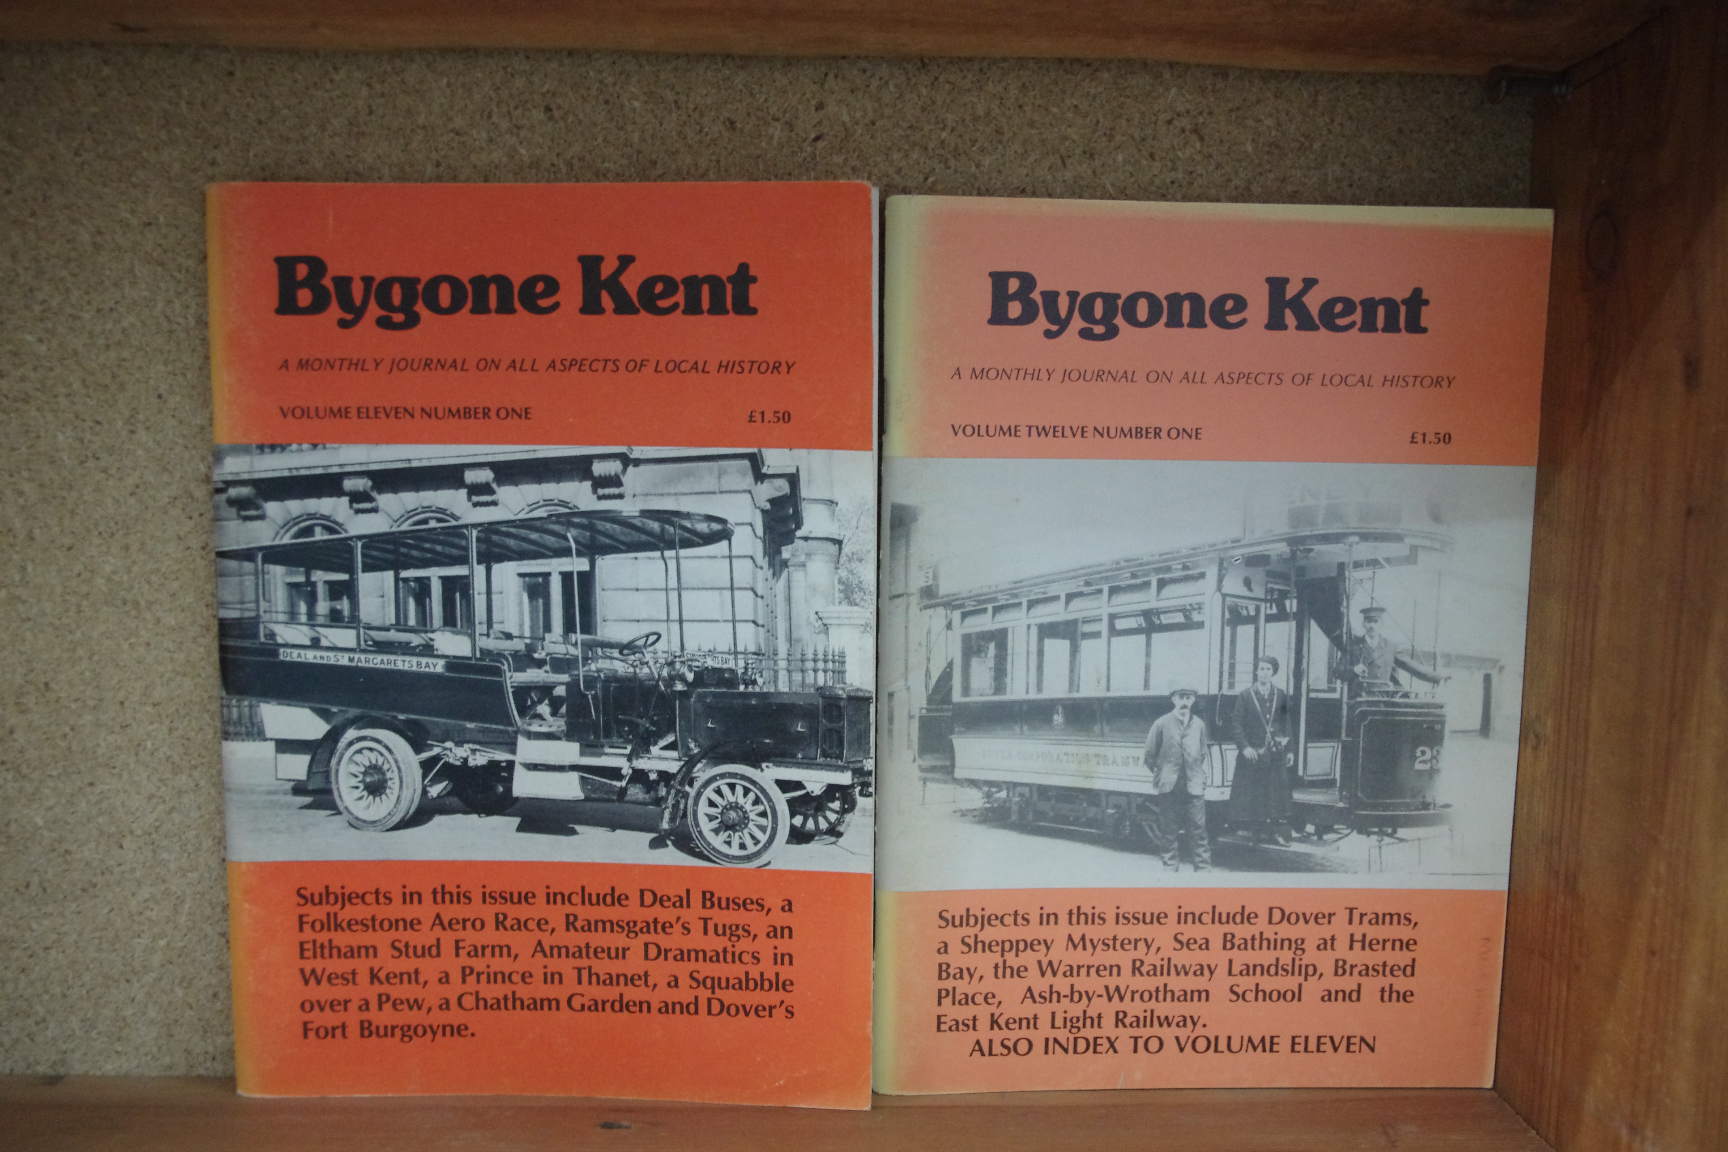 Bygone Kent
A MONTHLY JOURNAL ON ALL ASPECTS OF LOCAL HISTORY
VOLUME ELEVEN NUMBER ONE
£1.50
DEAL AND ST MARGARETS BAY
Subjects in this issue include Deal Buses, a
Folkestone Aero Race, Ramsgate's Tugs, an
Eltham Stud Farm, Amateur Dramatics in
West Kent, a Prince in Thanet, a Squabble
over a Pew, a Chatham Garden and Dover's
Fort Burgoyne.
Bygone Kent
A MONTHLY JOURNAL ON ALL ASPECTS OF LOCAL HISTORY
VOLUME TWELVE NUMBER ONE
£1.50
23
Subjects in this issue include Dover Trams,
a Sheppey Mystery, Sea Bathing at Herne
Bay, the Warren Railway Landslip, Brasted
Place, Ash-by-Wrotham School and the
East Kent Light Railway.
ALSO INDEX TO VOLUME ELEVEN